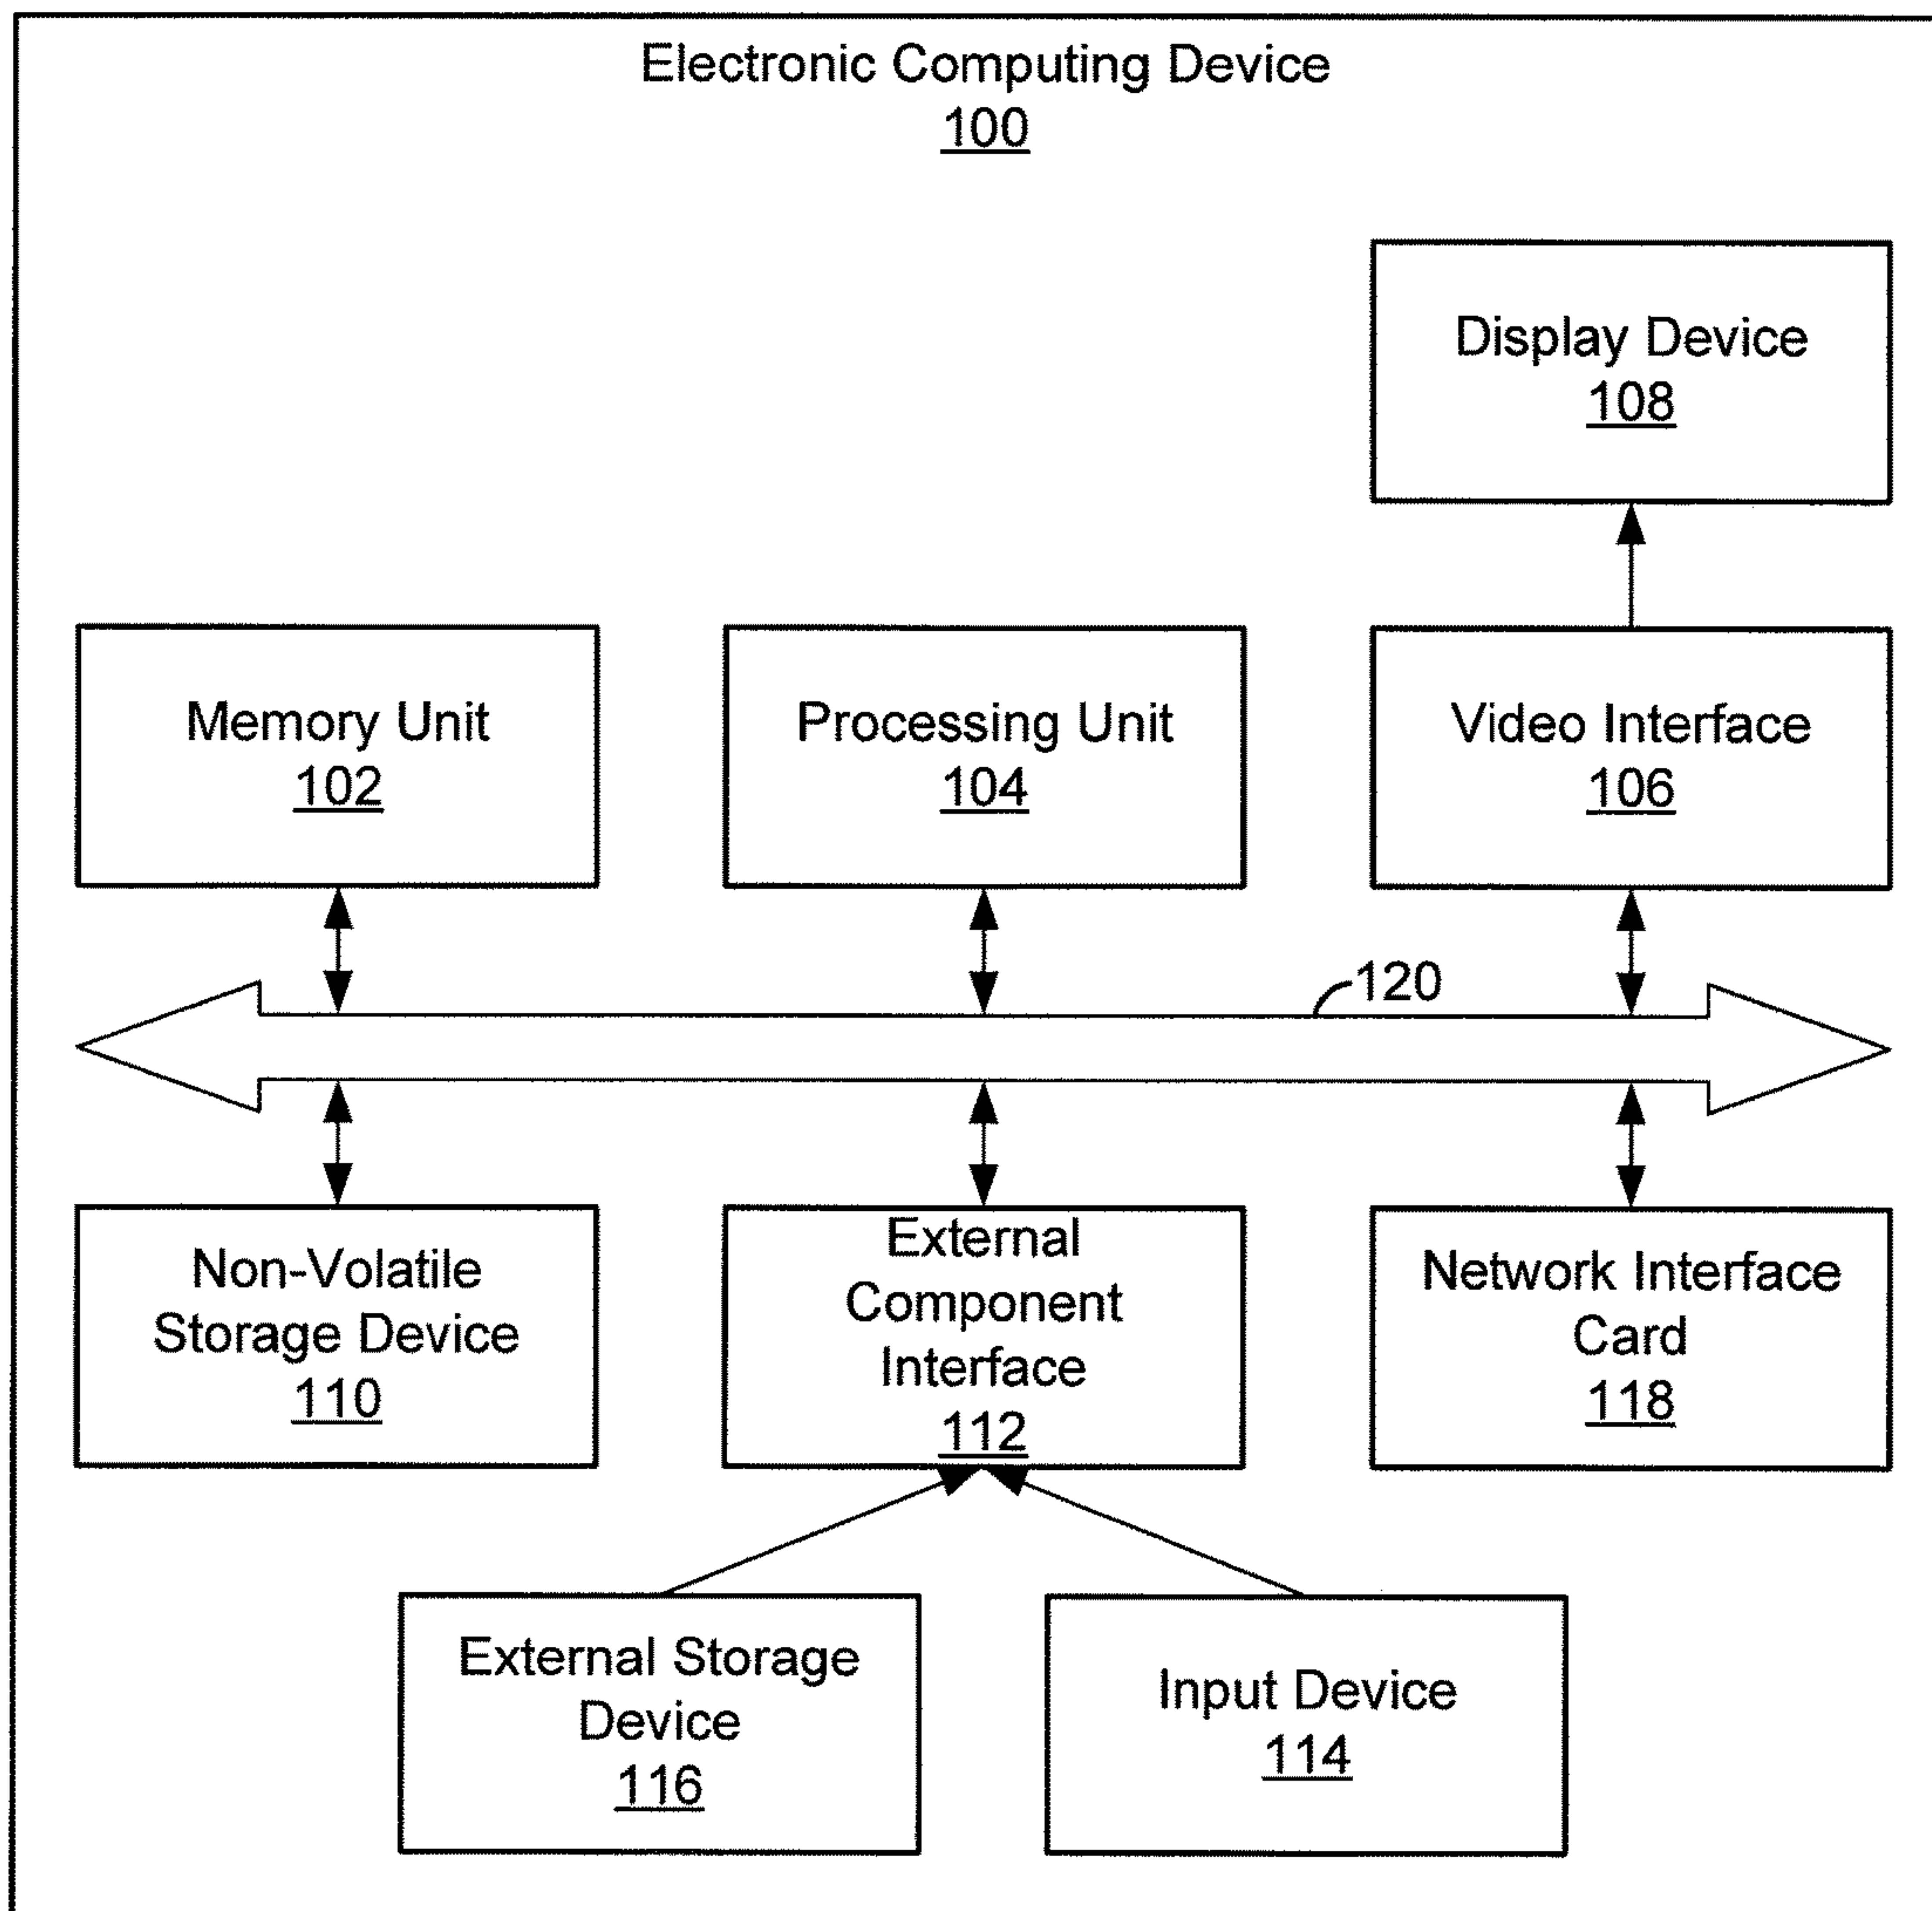 Electronic Computing Device
100
Display Device
108
Memory Unit
102
Processing Unit
104
Video Interface
106
120
Non-Volatile
Storage Device
110
External
Component
Interface
112
Network Interface
Card
118
External Storage
Device
116
Input Device
114